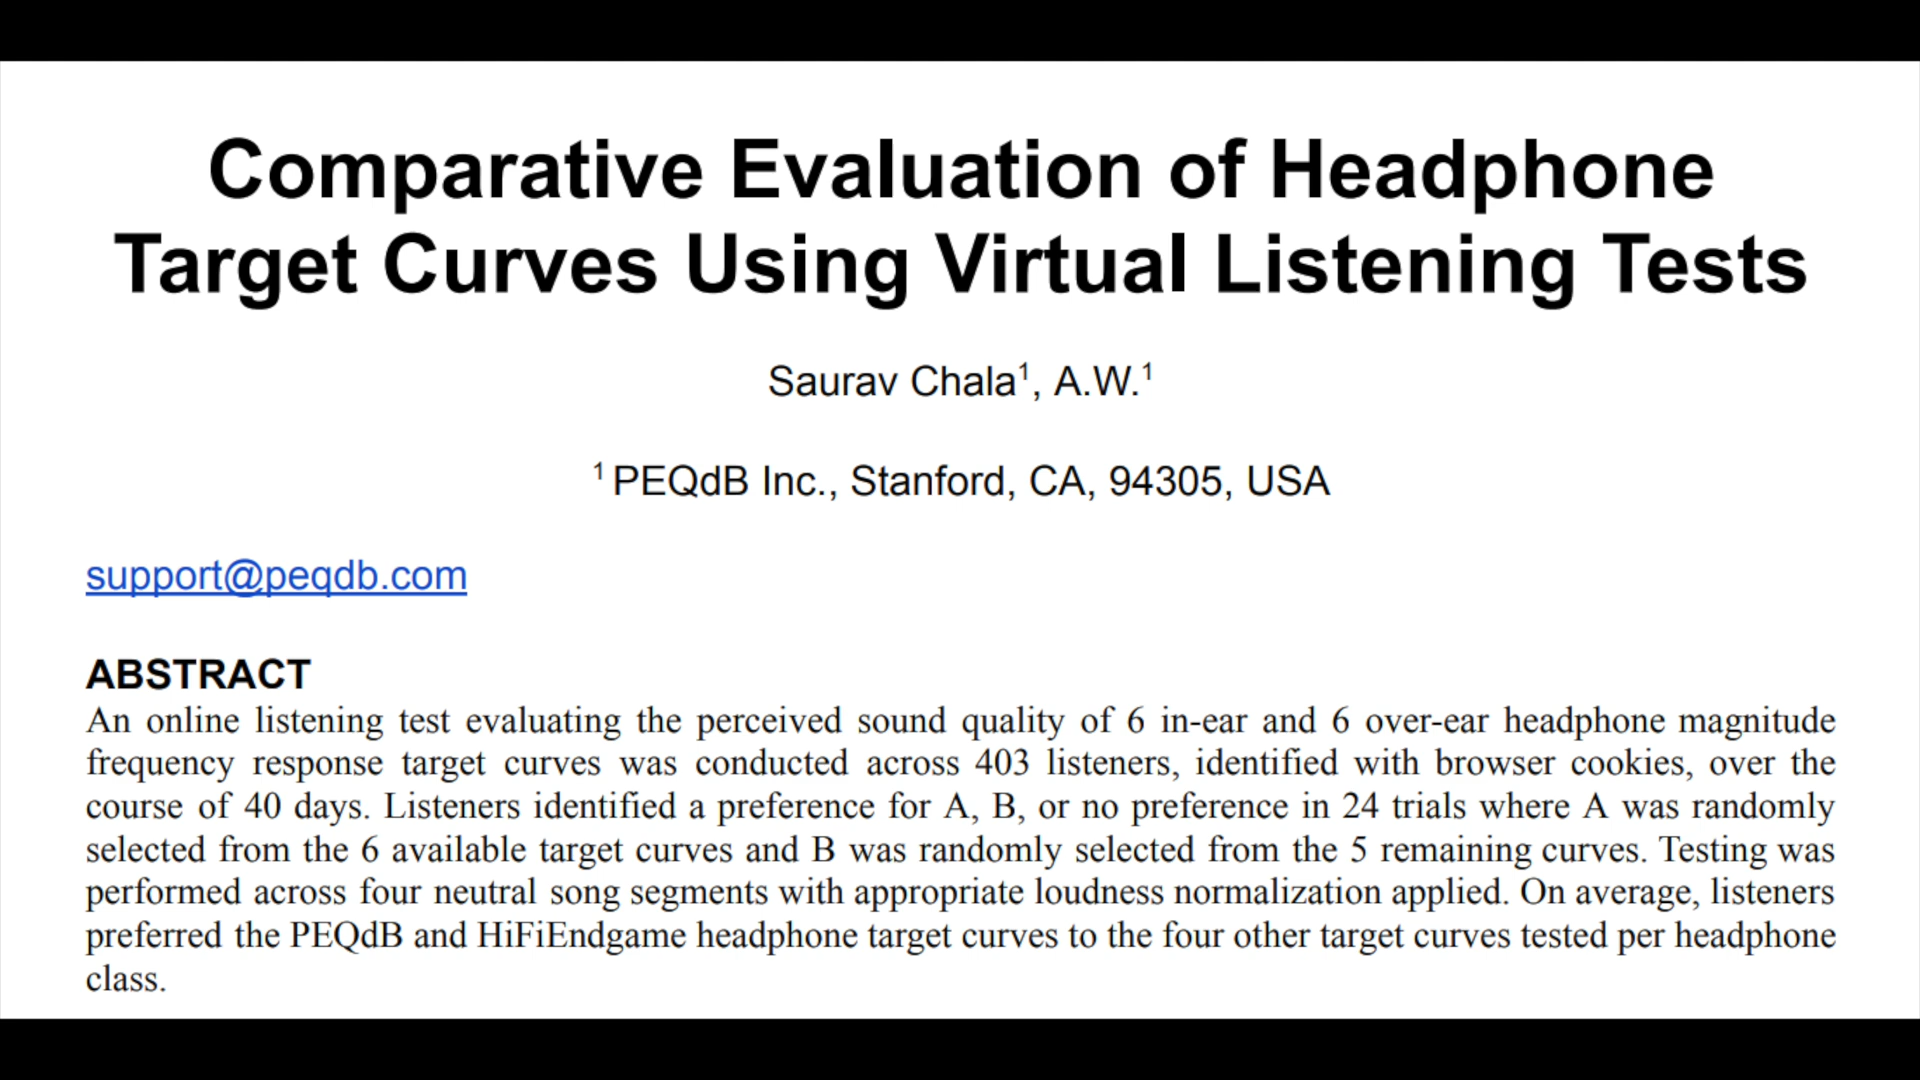 Comparative Evaluation of Headphone
Target Curves Using Virtual Listening Tests
Saurav Chala¹, A.W.¹
¹ PEQdB Inc., Stanford, CA, 94305, USA
support@peqdb.com
ABSTRACT
An online listening test evaluating the perceived sound quality of 6 in-ear and 6 over-ear headphone magnitude
frequency response target curves was conducted across 403 listeners, identified with browser cookies, over the
course of 40 days. Listeners identified a preference for A, B, or no preference in 24 trials where A was randomly
selected from the 6 available target curves and B was randomly selected from the 5 remaining curves. Testing was
performed across four neutral song segments with appropriate loudness normalization applied. On average, listeners
preferred the PEQdB and HiFiEndgame headphone target curves to the four other target curves tested per headphone
class.